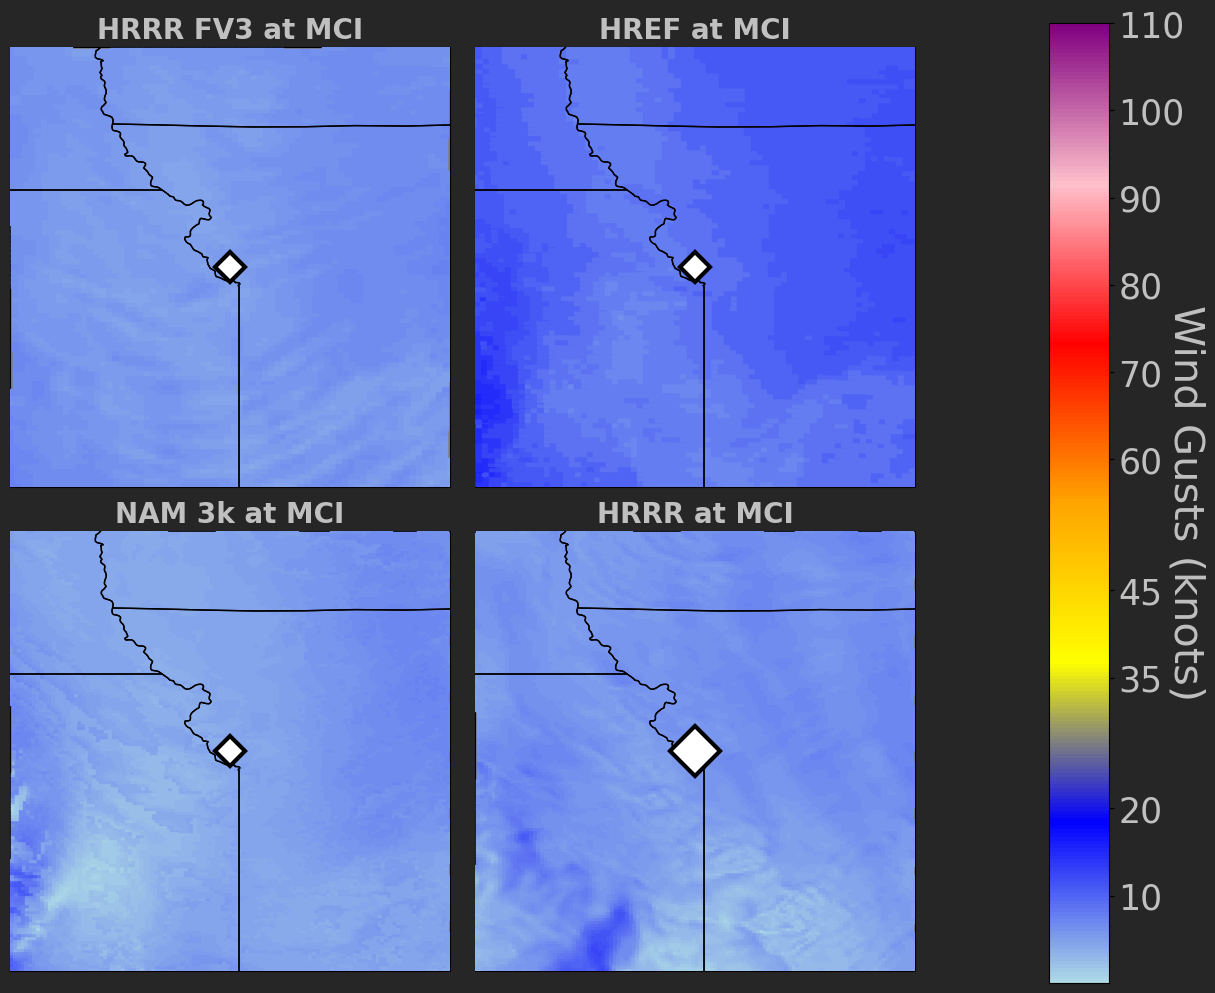 HRRR FV3 at MCI
HREF at MCI
NAM 3k at MCI
HRRR at MCI
110
100
90
80
70
60
45
35
20
10
Wind Gusts (knots)